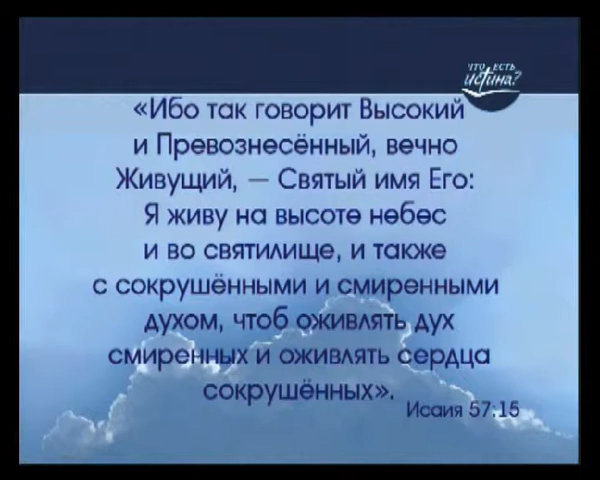 ЧТО ЕСТЬ
истина?
«Ибо так говорит Высокий
и Превознесённый, вечно
Живущий, — Святый имя Его:
Я живу на высоте небес
и во святилище, и также
с сокрушёнными и смиренными
духом, чтоб оживлять дух
смиренных и оживлять сердца
сокрушённых».
Исаия 57:15